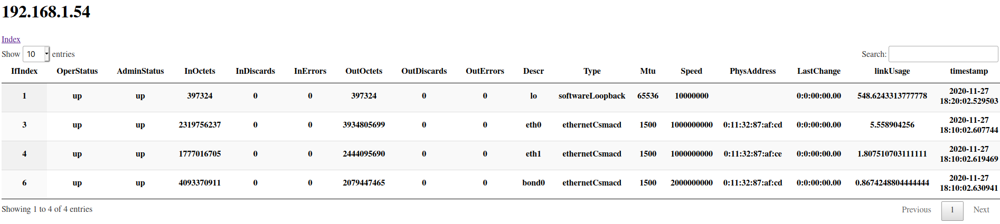 192.168.1.54
Index
Show 10 entries Search:
IfIndex OperStatus AdminStatus InOctets InDiscards InErrors OutOctets OutDiscards OutErrors Descr Type Mtu Speed PhysAddress LastChange linkUsage timestamp
1 up up 397324 0 0 397324 0 0 lo softwareLoopback 65536 10000000 0:0:00:00.00 548.6243313777778 2020-11-27 18:20:02.529503
3 up up 2319756237 0 0 3934805699 0 0 eth0 ethernetCsmacd 1500 1000000000 0:11:32:87:af:cd 0:0:00:00.00 5.558904256 2020-11-27 18:10:02.607744
4 up up 1777016705 0 0 2444095690 0 0 eth1 ethernetCsmacd 1500 1000000000 0:11:32:87:af:ce 0:0:00:00.00 1.807510703111111 2020-11-27 18:10:02.619469
6 up up 4093370911 0 0 2079447465 0 0 bond0 ethernetCsmacd 1500 2000000000 0:11:32:87:af:cd 0:0:00:00.00 0.8674248804444444 2020-11-27 18:10:02.630941
Showing 1 to 4 of 4 entries Previous 1 Next